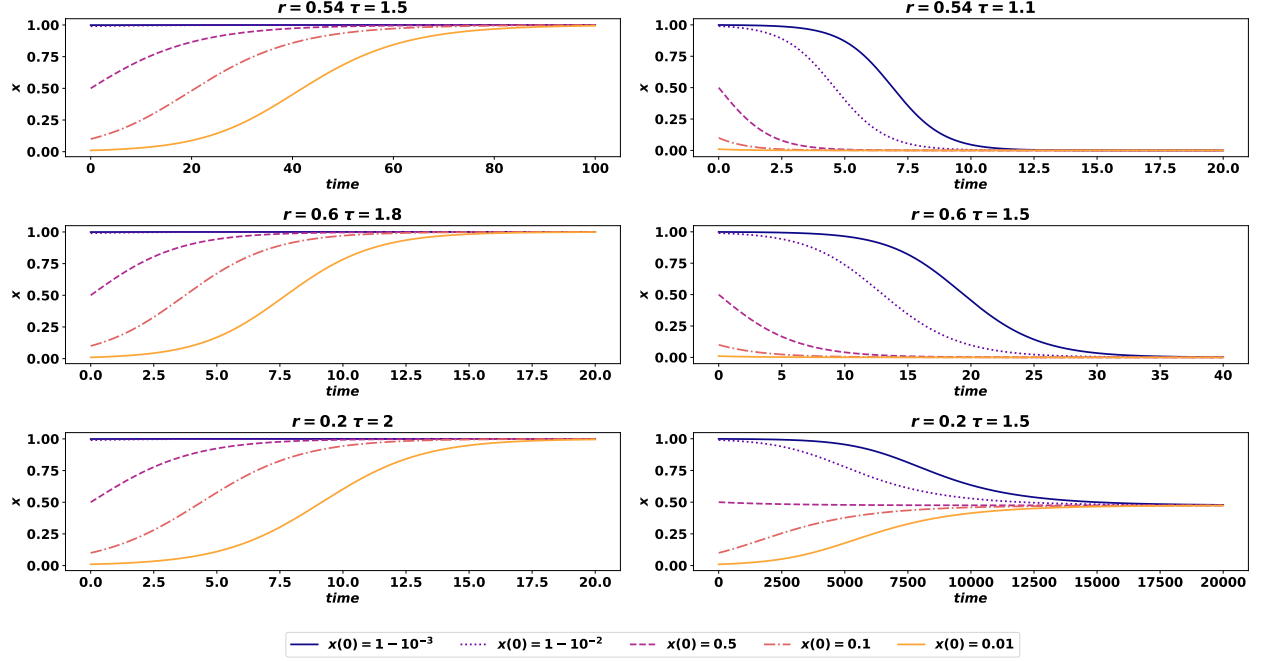 r = 0.54 τ = 1.5
x
1.00
0.75
0.50
0.25
0.00
0 20 40 60 80 100
time
r = 0.54 τ = 1.1
x
1.00
0.75
0.50
0.25
0.00
0.0 2.5 5.0 7.5 10.0 12.5 15.0 17.5 20.0
time
r = 0.6 τ = 1.8
x
1.00
0.75
0.50
0.25
0.00
0.0 2.5 5.0 7.5 10.0 12.5 15.0 17.5 20.0
time
r = 0.6 τ = 1.5
x
1.00
0.75
0.50
0.25
0.00
0 5 10 15 20 25 30 35 40
time
r = 0.2 τ = 2
x
1.00
0.75
0.50
0.25
0.00
0.0 2.5 5.0 7.5 10.0 12.5 15.0 17.5 20.0
time
r = 0.2 τ = 1.5
x
1.00
0.75
0.50
0.25
0.00
0 2500 5000 7500 10000 12500 15000 17500 20000
time
x(0) = 1 − 10⁻³ x(0) = 1 − 10⁻² x(0) = 0.5 x(0) = 0.1 x(0) = 0.01